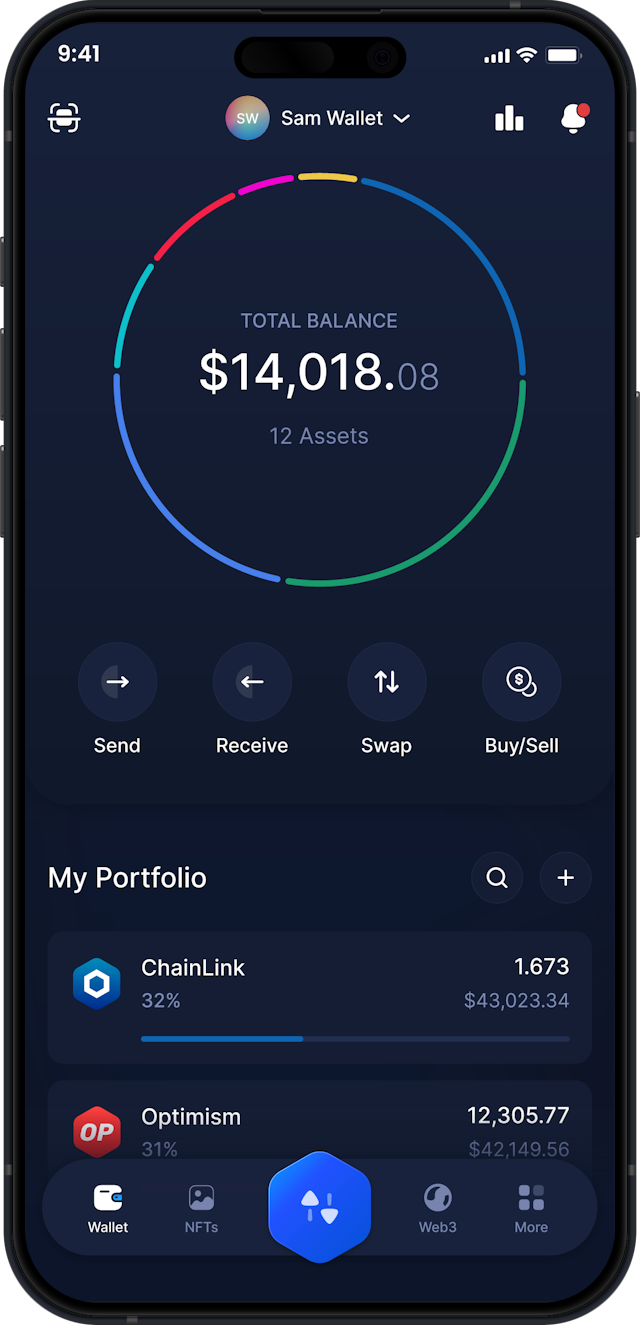 9:41
SW Sam Wallet
TOTAL BALANCE
$14,018.08
12 Assets
Send Receive Swap Buy/Sell
My Portfolio
ChainLink 1.673
32% $43,023.34
Optimism 12,305.77
OP
31% $42,149.56
Wallet NFTs Web3 More